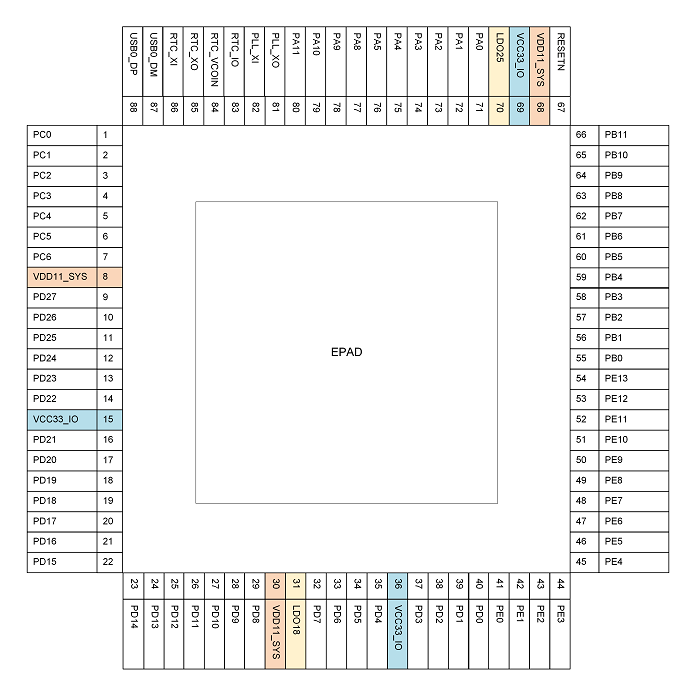 USB0_DP USB0_DM RTC_XI RTC_XO RTC_VCOIN RTC_IO PLL_XI PLL_XO PA11 PA10 PA9 PA8 PA5 PA4 PA3 PA2 PA1 PA0 LDO25 VCC33_IO VDD11_SYS RESETN
88 87 86 85 84 83 82 81 80 79 78 77 76 75 74 73 72 71 70 69 68 67
PC0 1 66 PB11
PC1 2 65 PB10
PC2 3 64 PB9
PC3 4 63 PB8
PC4 5 62 PB7
PC5 6 61 PB6
PC6 7 60 PB5
VDD11_SYS 8 59 PB4
PD27 9 58 PB3
PD26 10 57 PB2
PD25 11 56 PB1
EPAD
PD24 12 55 PB0
PD23 13 54 PE13
PD22 14 53 PE12
VCC33_IO 15 52 PE11
PD21 16 51 PE10
PD20 17 50 PE9
PD19 18 49 PE8
PD18 19 48 PE7
PD17 20 47 PE6
PD16 21 46 PE5
PD15 22 45 PE4
23 24 25 26 27 28 29 30 31 32 33 34 35 36 37 38 39 40 41 42 43 44
PD14 PD13 PD12 PD11 PD10 PD9 PD8 VDD11_SYS LDO18 PD7 PD6 PD5 PD4 VCC33_IO PD3 PD2 PD1 PD0 PE0 PE1 PE2 PE3